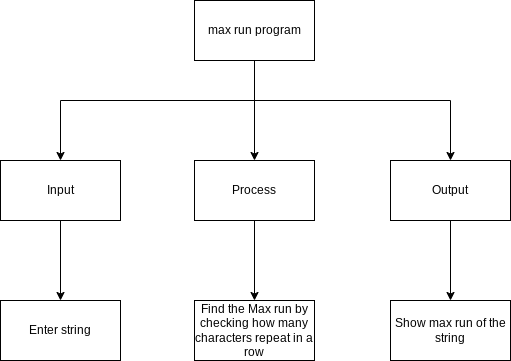 max run program
Input
Process
Output
Enter string
Find the Max run by
checking how many
characters repeat in a
row
Show max run of the
string